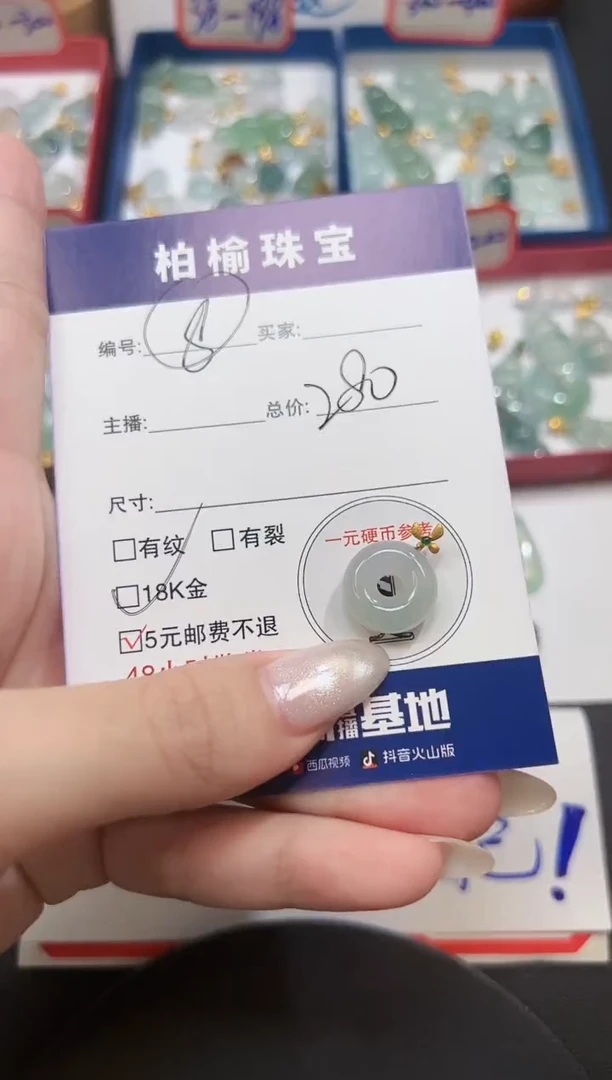 柏榆珠宝
编号: 8 买家:
主播: 总价: 280
尺寸:
有纹 有裂
一元硬币参考
18K金
5元邮费不退
播基地
西瓜视频 抖音火山版
!